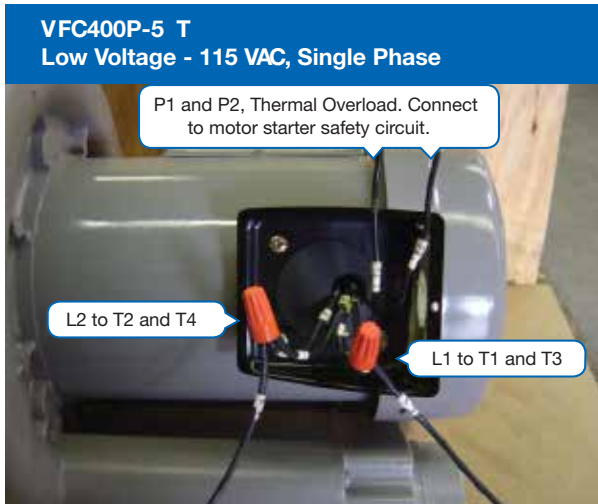 VFC400P-5 T
Low Voltage - 115 VAC, Single Phase
P1 and P2, Thermal Overload. Connect
to motor starter safety circuit.
L2 to T2 and T4
L1 to T1 and T3